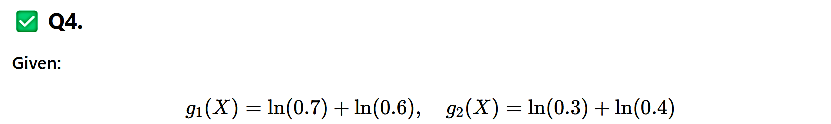 ✅ Q4.
Given:
g₁(X) = ln(0.7) + ln(0.6), g₂(X) = ln(0.3) + ln(0.4)